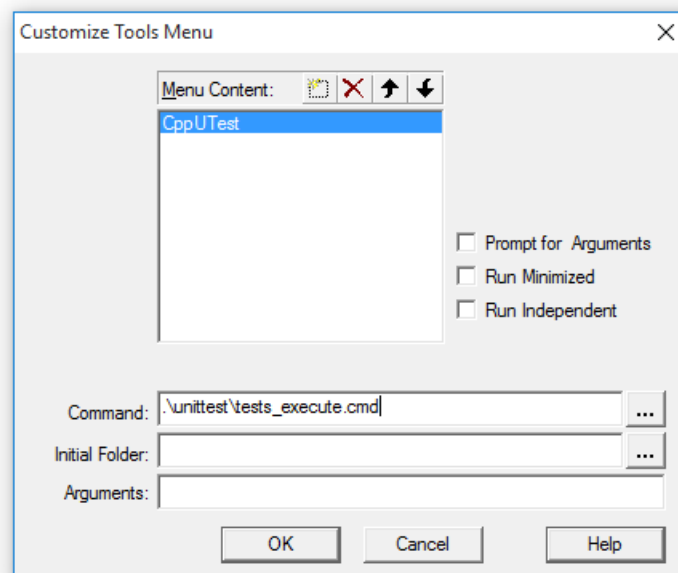 Customize Tools Menu
Menu Content:
CppUTest
Prompt for Arguments
Run Minimized
Run Independent
Command: .\unittest\tests_execute.cmd ...
Initial Folder: ...
Arguments:
OK Cancel Help